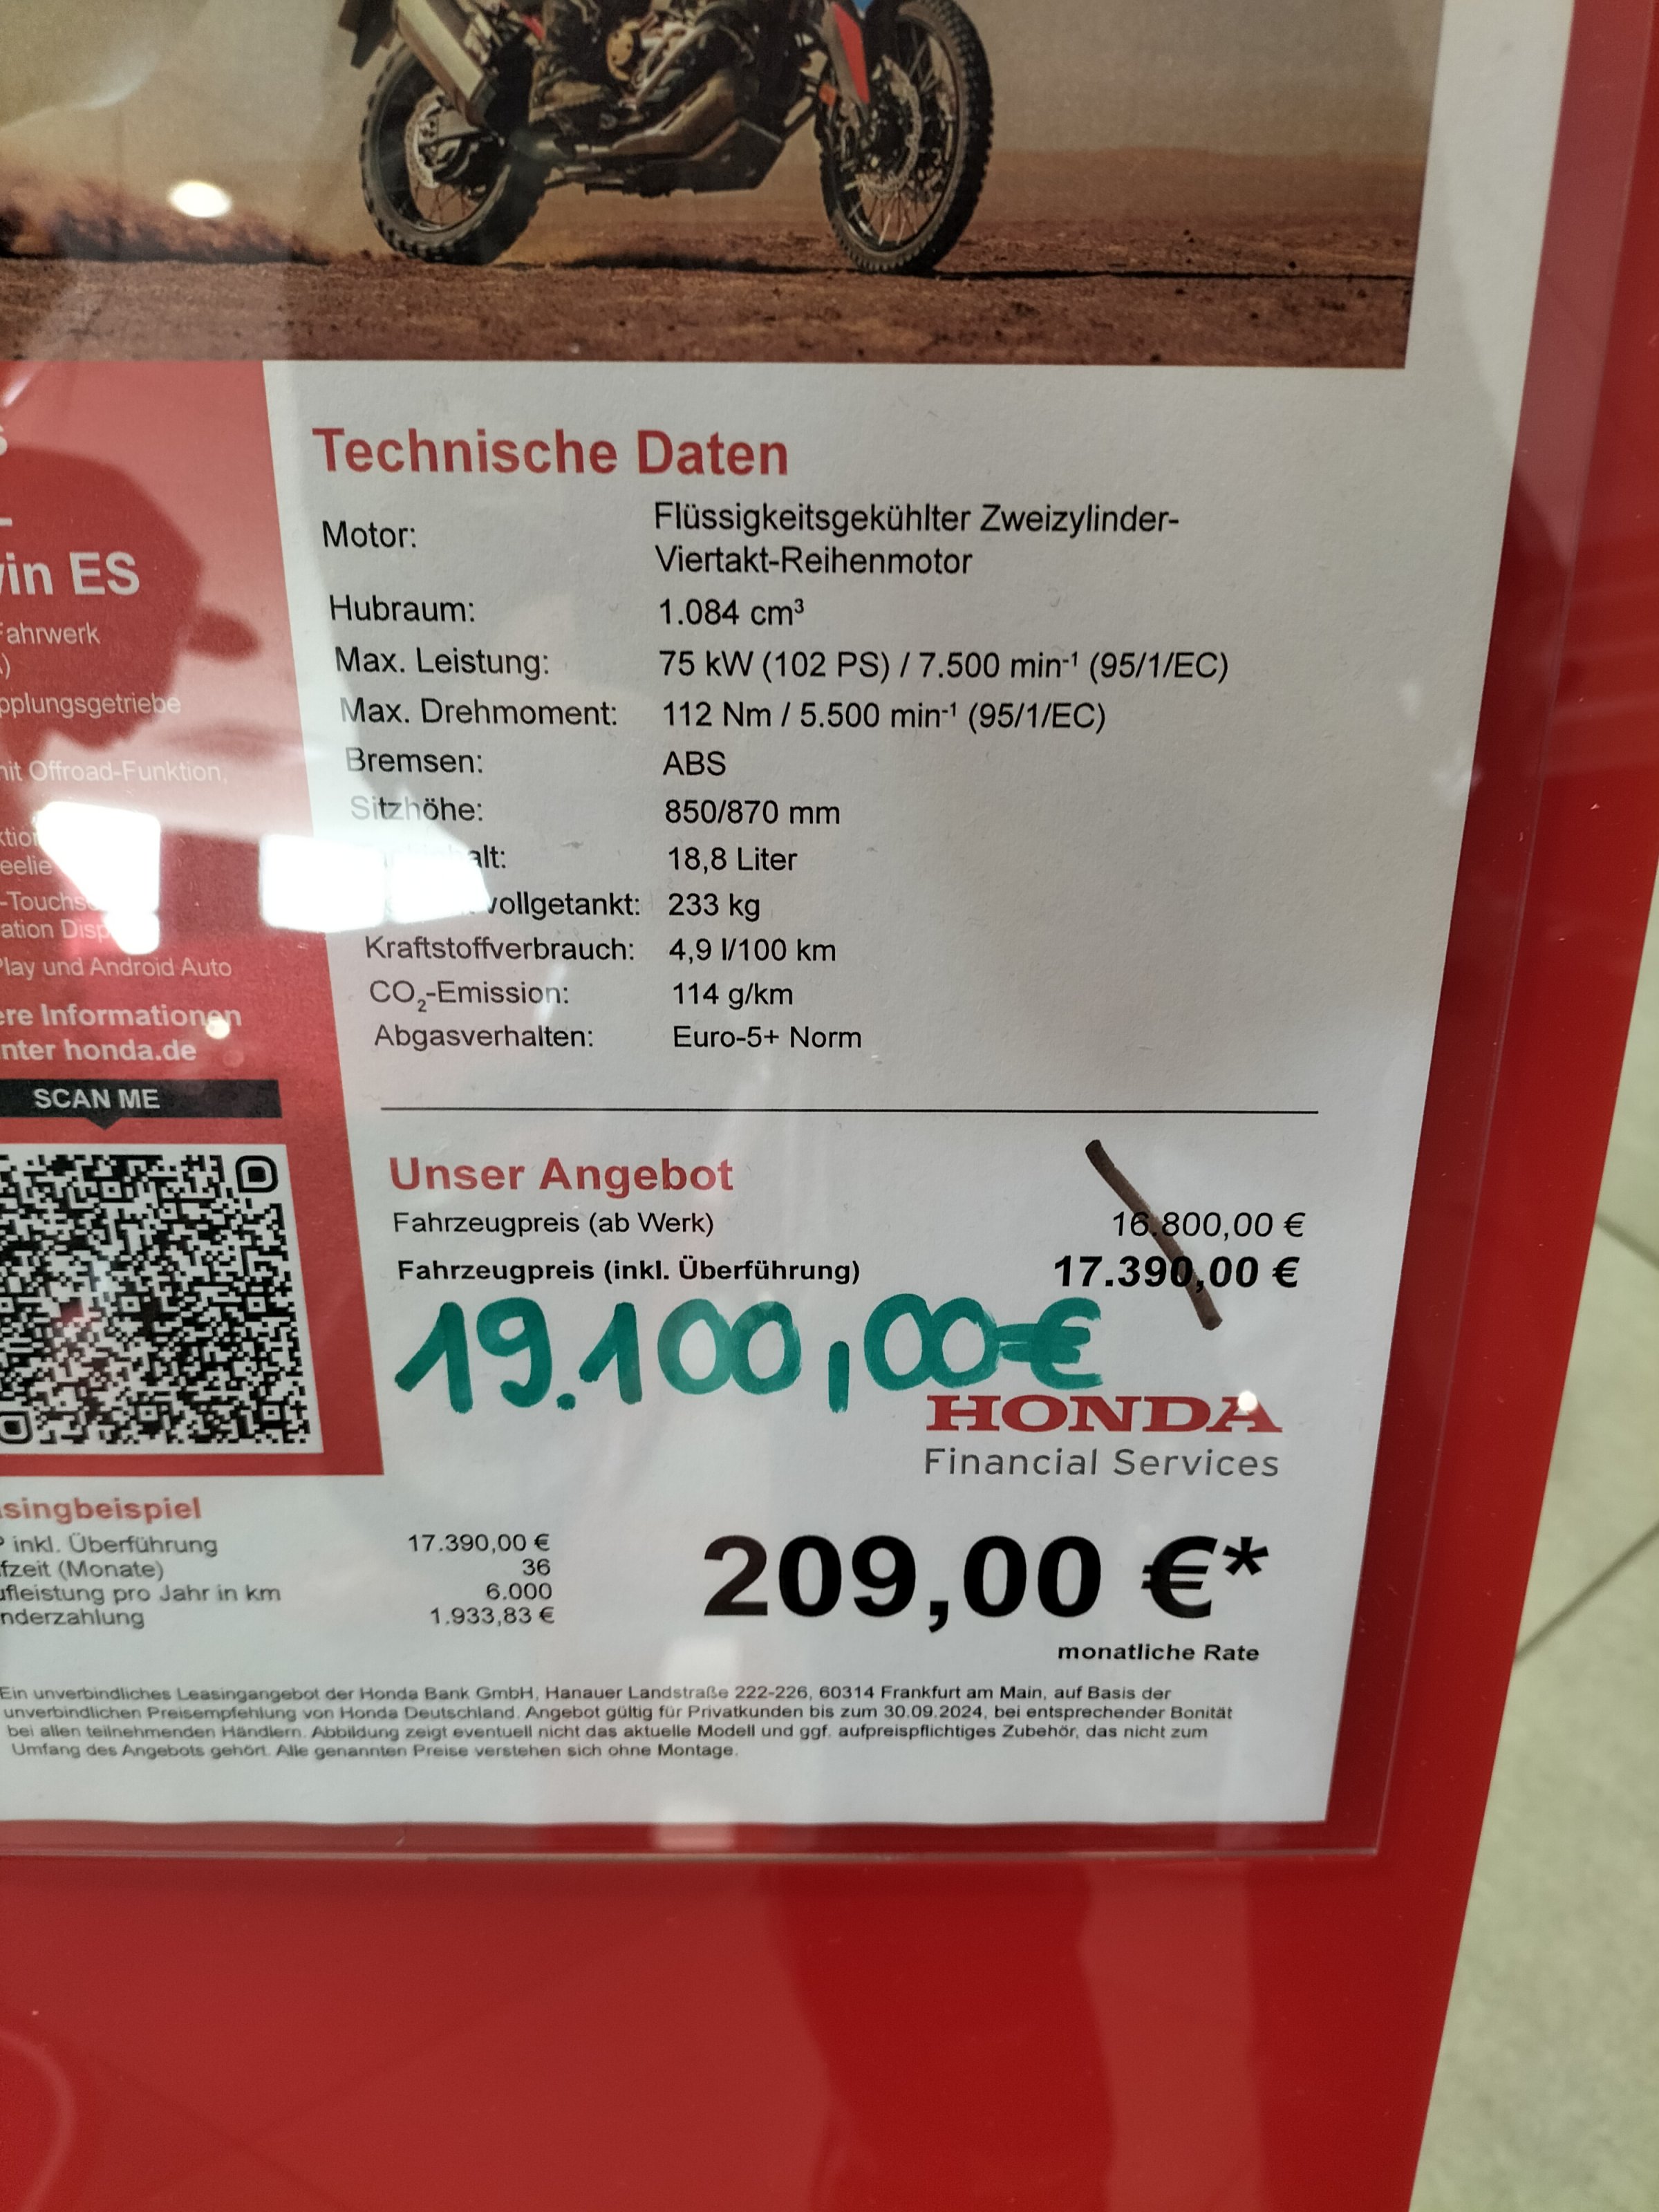 win ES
Fahrwerk
mit Offroad-Funktion,
Play und Android Auto
Informationen
unter honda.de
SCAN ME
Technische Daten
Motor: Flüssigkeitsgekühlter Zweizylinder-
Viertakt-Reihenmotor
Hubraum: 1.084 cm³
Max. Leistung: 75 kW (102 PS) / 7.500 min⁻¹ (95/1/EC)
Max. Drehmoment: 112 Nm / 5.500 min⁻¹ (95/1/EC)
Bremsen: ABS
Sitzhöhe: 850/870 mm
18,8 Liter
vollgetankt: 233 kg
Kraftstoffverbrauch: 4,9 l/100 km
CO₂-Emission: 114 g/km
Abgasverhalten: Euro-5+ Norm
Unser Angebot
Fahrzeugpreis (ab Werk) 16.800,00 €
Fahrzeugpreis (inkl. Überführung) 17.390,00 €
19.100,00 €
HONDA
Financial Services
singbeispiel
inkl. Überführung 17.390,00 €
fzeit (Monate) 36
ufleistung pro Jahr in km 6.000
nderzahlung 1.933,83 €
209,00 €*
monatliche Rate
Ein unverbindliches Leasingangebot der Honda Bank GmbH, Hanauer Landstraße 222-226, 60314 Frankfurt am Main, auf Basis der
unverbindlichen Preisempfehlung von Honda Deutschland. Angebot gültig für Privatkunden bis zum 30.09.2024, bei entsprechender Bonität
bei allen teilnehmenden Händlern. Abbildung zeigt eventuell nicht das aktuelle Modell und ggf. aufpreispflichtiges Zubehör, das nicht zum
Umfang des Angebots gehört. Alle genannten Preise verstehen sich ohne Montage.